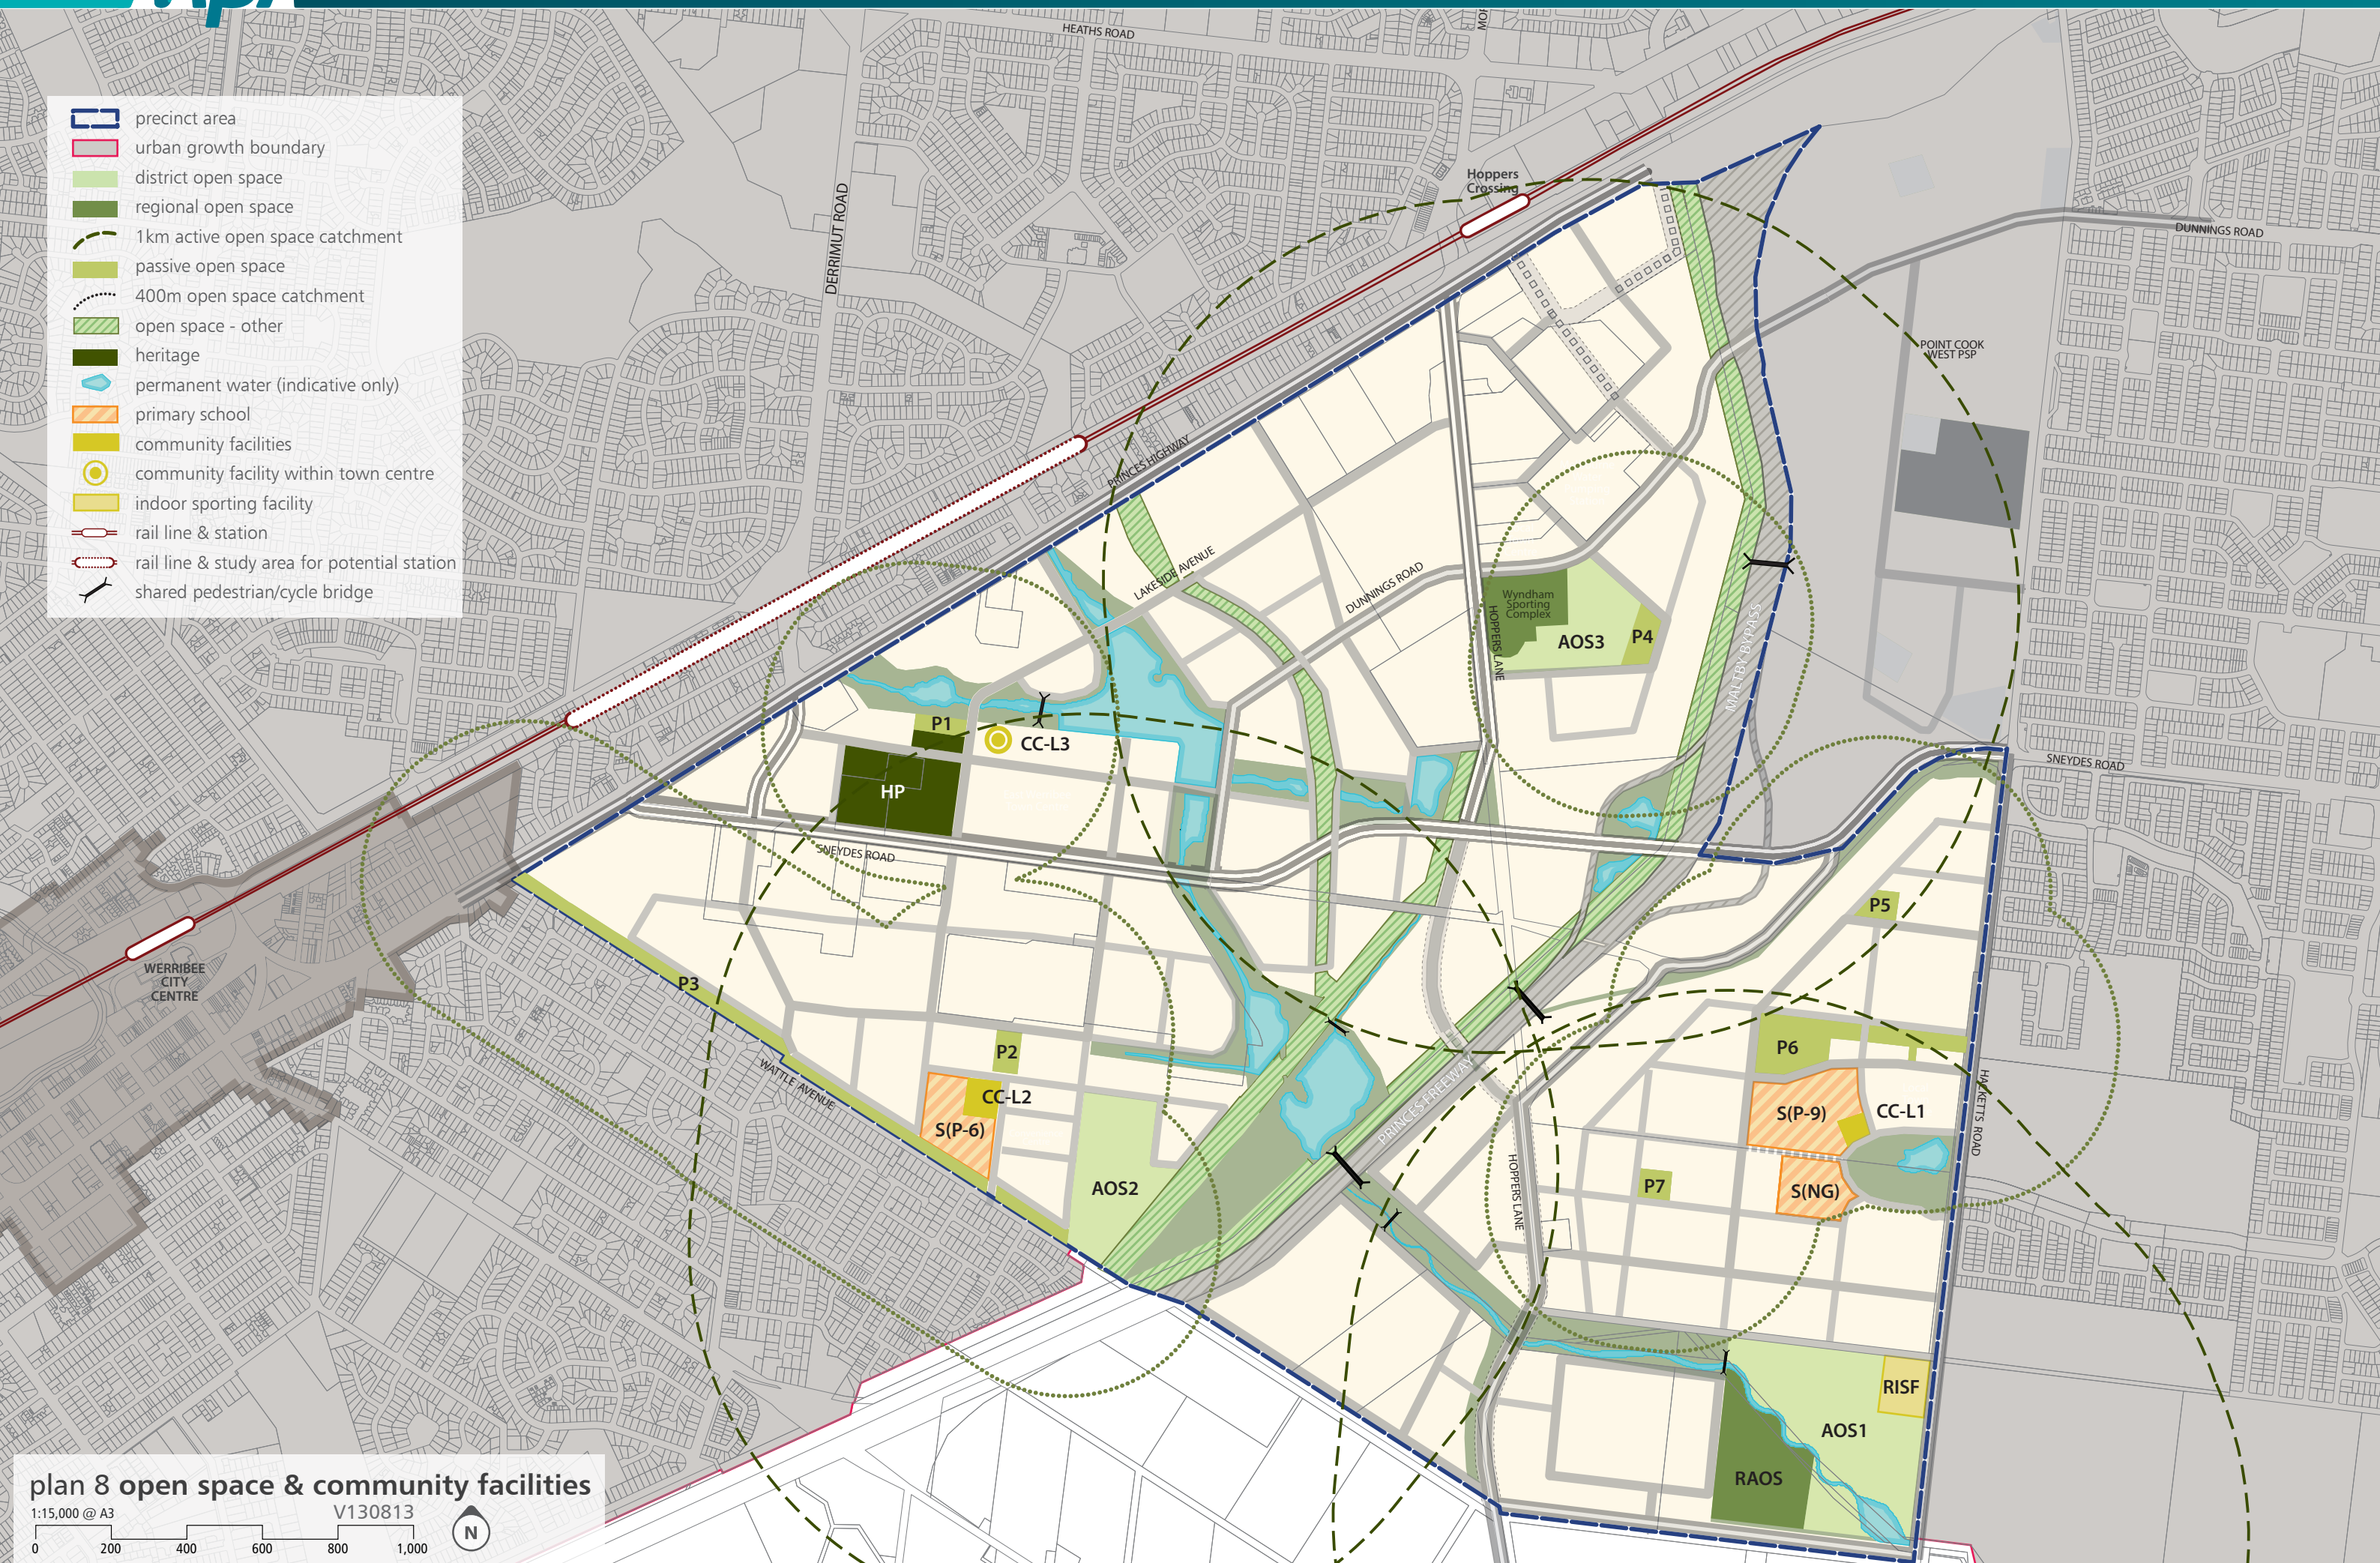 HEATHS ROAD
precinct area
urban growth boundary
district open space
regional open space
1km active open space catchment
passive open space
400m open space catchment
open space - other
heritage
permanent water (indicative only)
primary school
community facilities
community facility within town centre
indoor sporting facility
rail line & station
rail line & study area for potential station
shared pedestrian/cycle bridge
DERRIMUT ROAD
Hoppers
Crossing
DUNNINGS ROAD
POINT COOK
WEST PSP
PRINCES HIGHWAY
LAKESIDE AVENUE
DUNNINGS ROAD
HOPPERS LANE
Wyndham
Sporting
Complex
AOS3
P4
MALTBY BYPASS
P1
CC-L3
HP
SNEYDES ROAD
SNEYDES ROAD
P5
WERRIBEE
CITY
CENTRE
P3
P2
WATTLE AVENUE
CC-L2
S(P-6)
AOS2
PRINCES FREEWAY
P6
S(P-9)
CC-L1
HACKETTS ROAD
S(NG)
P7
HOPPERS LANE
RISF
AOS1
RAOS
plan 8 open space & community facilities
1:15,000 @ A3
V130813
0 200 400 600 800 1,000
N